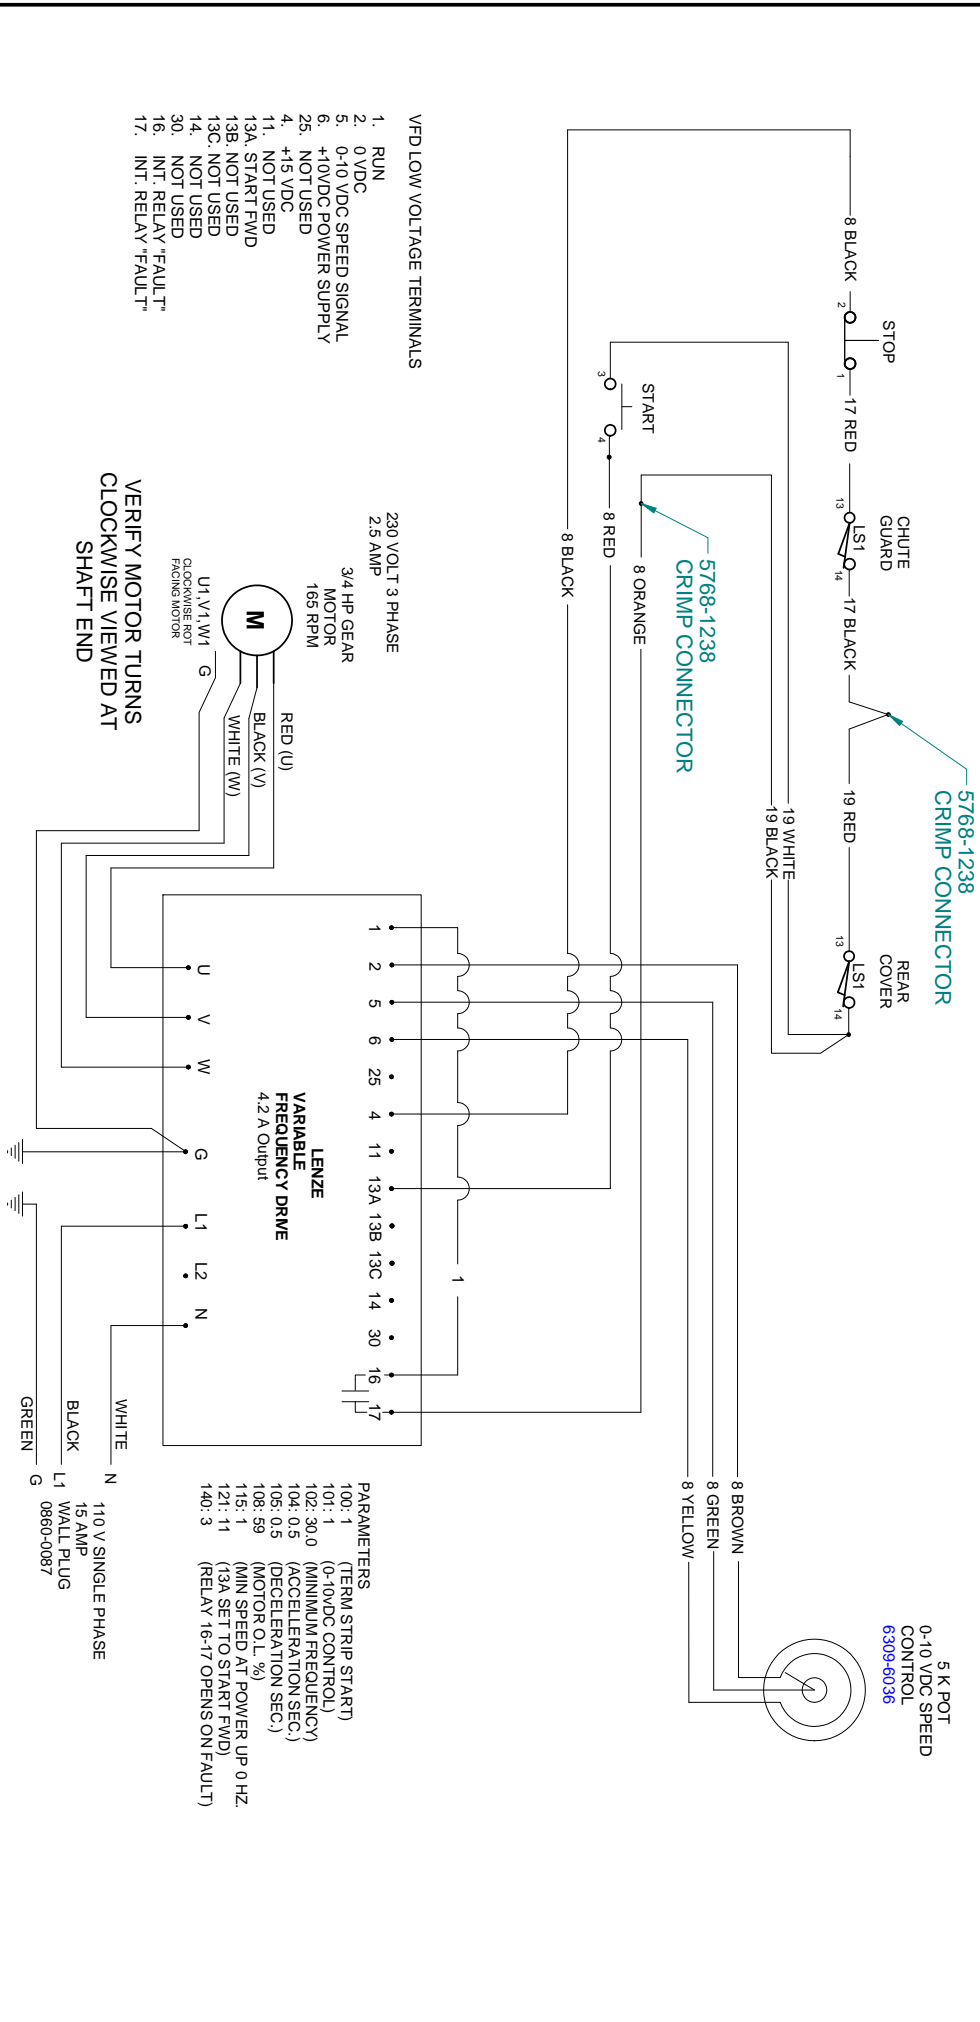 8 BLACK
2
STOP
1
17 RED
13
CHUTE
GUARD
LS1
14
17 BLACK
5768-1238
CRIMP CONNECTOR
19 RED
13
REAR
COVER
LS1
14
19 WHITE
19 BLACK
3
START
4
8 RED
8 ORANGE
5768-1238
CRIMP CONNECTOR
8 BLACK
5 K POT
0-10 VDC SPEED
CONTROL
6309-6036
8 BROWN
8 GREEN
8 YELLOW
VFD LOW VOLTAGE TERMINALS
1. RUN
2. 0 VDC
5. 0-10 VDC SPEED SIGNAL
6. +10VDC POWER SUPPLY
25. NOT USED
4. +15 VDC
11. NOT USED
13A. START FWD
13B. NOT USED
13C. NOT USED
14. NOT USED
30. NOT USED
16. INT. RELAY "FAULT"
17. INT. RELAY "FAULT"
230 VOLT 3 PHASE
2.5 AMP
3/4 HP GEAR
MOTOR
165 RPM
M
U1,V1,W1
CLOCKWISE ROT
FACING MOTOR
G
RED (U)
BLACK (V)
WHITE (W)
VERIFY MOTOR TURNS
CLOCKWISE VIEWED AT
SHAFT END
1
1
2
5
6
25
4
11
13A
13B
13C
14
30
16
17
LENZE
VARIABLE
FREQUENCY DRIVE
4.2 A Output
U
V
W
G
L1
L2
N
WHITE
N
BLACK
L1
GREEN
G
110 V SINGLE PHASE
15 AMP
WALL PLUG
0860-0087
PARAMETERS
100: 1 (TERM STRIP START)
101: 1 (0-10vDC CONTROL)
102: 30.0 (MINIMUM FREQUENCY)
104: 0.5 (ACCELLERATION SEC.)
105: 0.5 (DECELERATION SEC.)
108: 59 (MOTOR O.L. %)
115: 1 (MIN SPEED AT POWER UP 0 HZ.
121: 11 (13A SET TO START FWD)
140: 3 (RELAY 16-17 OPENS ON FAULT)